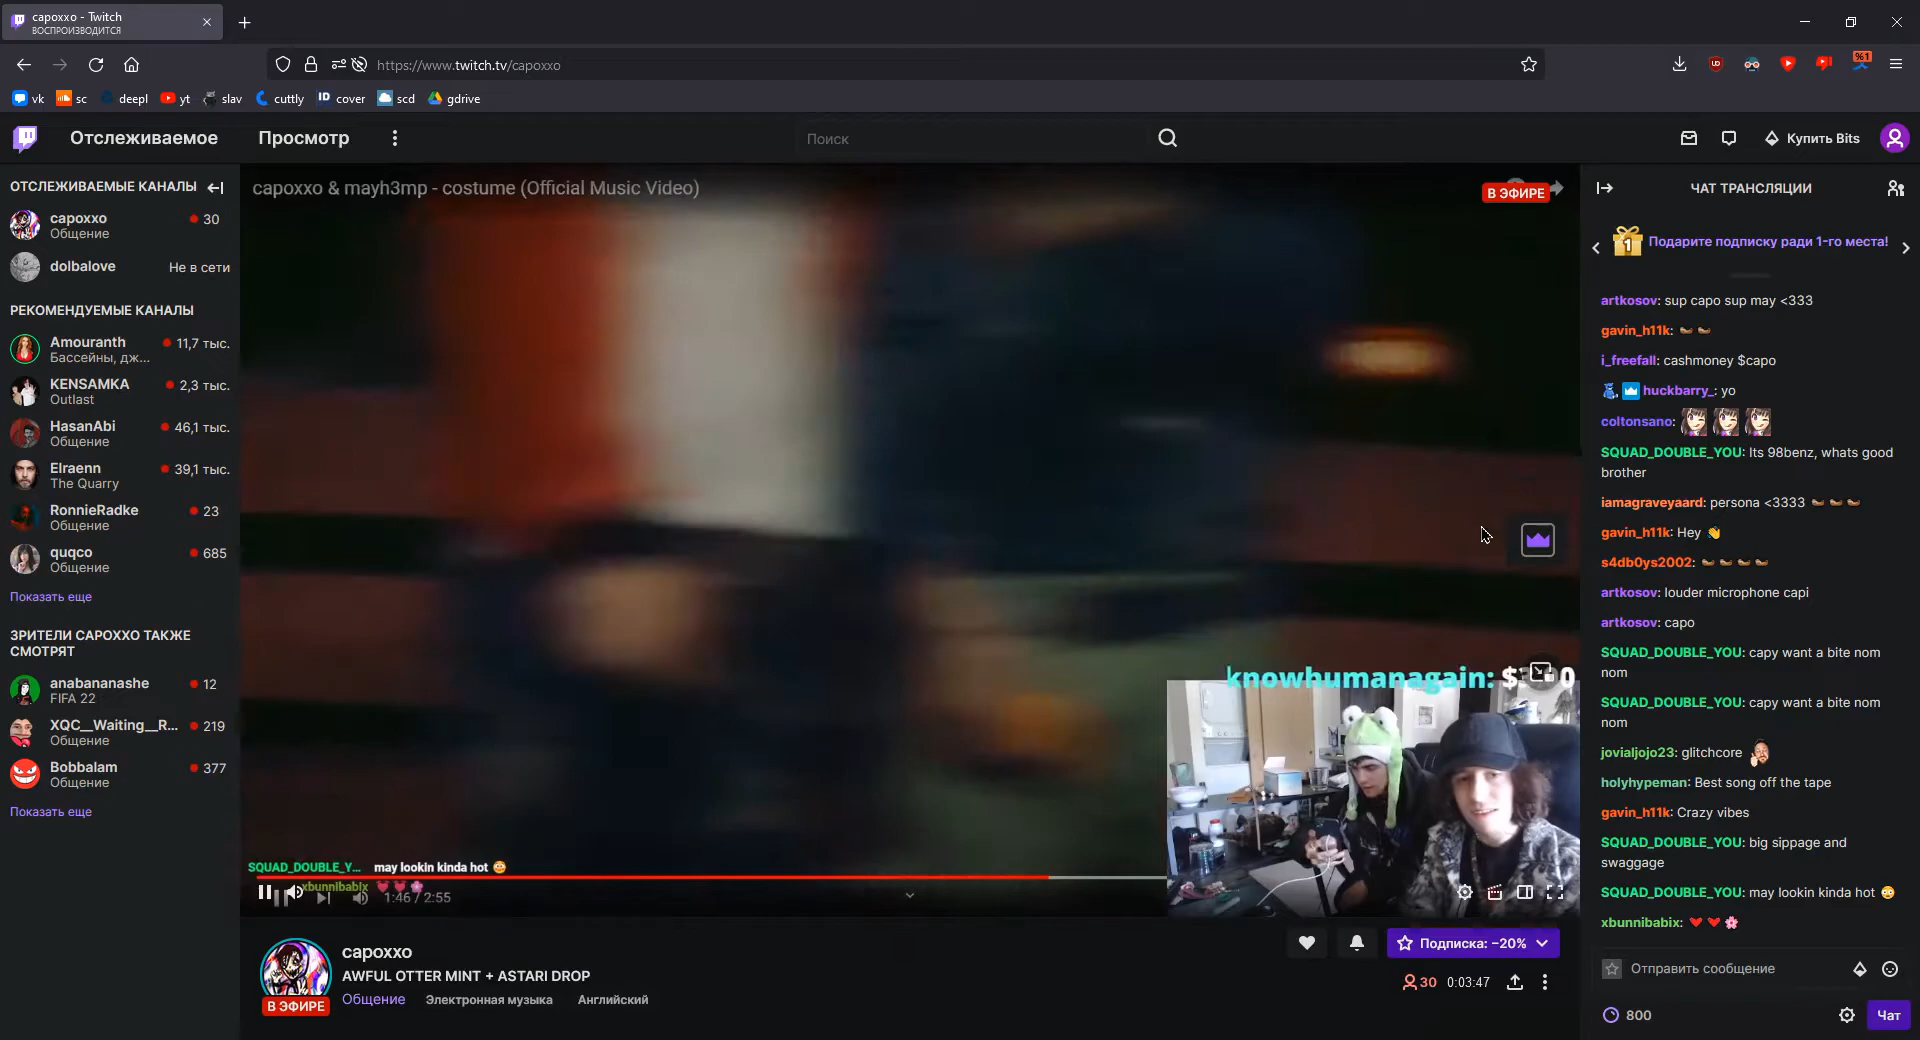 capoxxo - Twitch
ВОСПРОИЗВОДИТСЯ
https://www.twitch.tv/capoxxo
%1
vk
sc
deepl
yt
slav
cuttly
ID cover
scd
gdrive
Отслеживаемое
Просмотр
Поиск
Купить Bits
ОТСЛЕЖИВАЕМЫЕ КАНАЛЫ
capoxxo
30
Общение
dolbalove
Не в сети
РЕКОМЕНДУЕМЫЕ КАНАЛЫ
Amouranth
11,7 тыс.
Бассейны, дж...
KENSAMKA
2,3 тыс.
Outlast
HasanAbi
46,1 тыс.
Общение
Elraenn
39,1 тыс.
The Quarry
RonnieRadke
23
Общение
quqco
685
Общение
Показать еще
ЗРИТЕЛИ CAPOXXO ТАКЖЕ
СМОТРЯТ
anabananashe
12
FIFA 22
XQC__Waiting__R...
219
Общение
Bobbalam
377
Общение
Показать еще
capoxxo & mayh3mp - costume (Official Music Video)
В ЭФИРЕ
knowhumanagain:
SQUAD_DOUBLE_Y... may lookin kinda hot 😳
xbunnibabix 💗 💗 🌸
1:46 / 2:55
capoxxo
AWFUL OTTER MINT + ASTARI DROP
В ЭФИРЕ
Общение
Электронная музыка
Английский
Подписка: −20%
30
0:03:47
ЧАТ ТРАНСЛЯЦИИ
1
Подарите подписку ради 1-го места!
artkosov: sup capo sup may <333
gavin_h11k:
i_freefall: cashmoney $capo
huckbarry_: yo
coltonsano:
SQUAD_DOUBLE_YOU: Its 98benz, whats good
brother
iamagraveyaard: persona <3333
gavin_h11k: Hey 👋
s4db0ys2002:
artkosov: louder microphone capi
artkosov: capo
SQUAD_DOUBLE_YOU: capy want a bite nom
nom
SQUAD_DOUBLE_YOU: capy want a bite nom
nom
jovialjojo23: glitchcore
holyhypeman: Best song off the tape
gavin_h11k: Crazy vibes
SQUAD_DOUBLE_YOU: big sippage and
swaggage
SQUAD_DOUBLE_YOU: may lookin kinda hot 😳
xbunnibabix: ❤️ ❤️ 🌸
Отправить сообщение
800
Чат